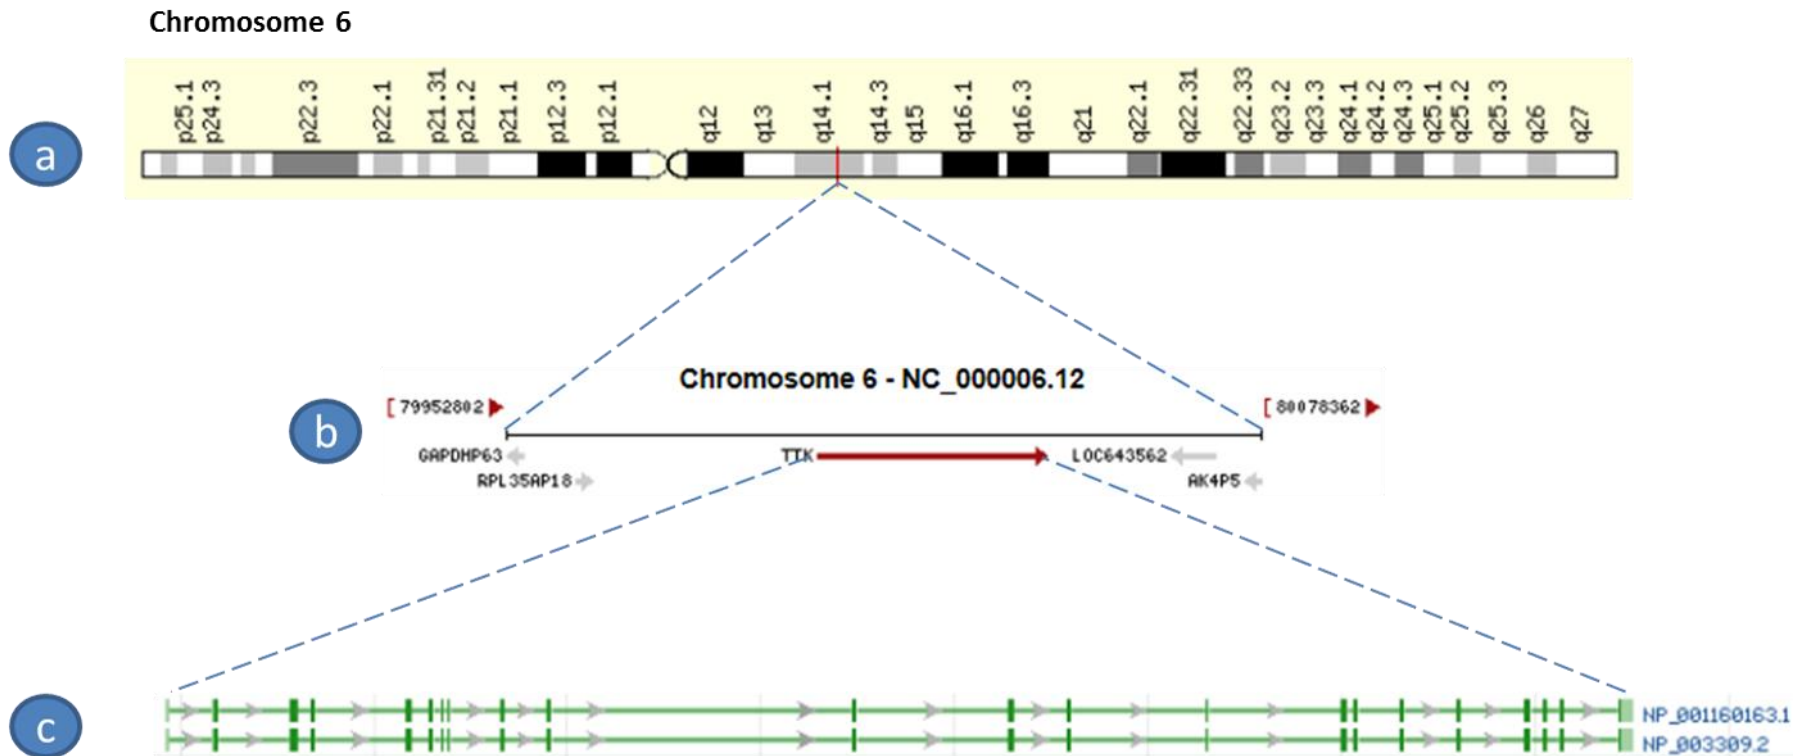 Chromosome 6
p25.1 p24.3 p22.3 p22.1 p21.31 p21.2 p21.1 p12.3 p12.1 q12 q13 q14.1 q14.3 q15 q16.1 q16.3 q21 q22.1 q22.31 q22.33 q23.2 q23.3 q24.1 q24.2 q24.3 q25.1 q25.2 q25.3 q26 q27
a
Chromosome 6 - NC_000006.12
[ 79952802 [ 80078362
b
GAPDHP63 TTK LOC643562
RPL35AP18 AK4P5
c
NP_001160163.1
NP_003309.2